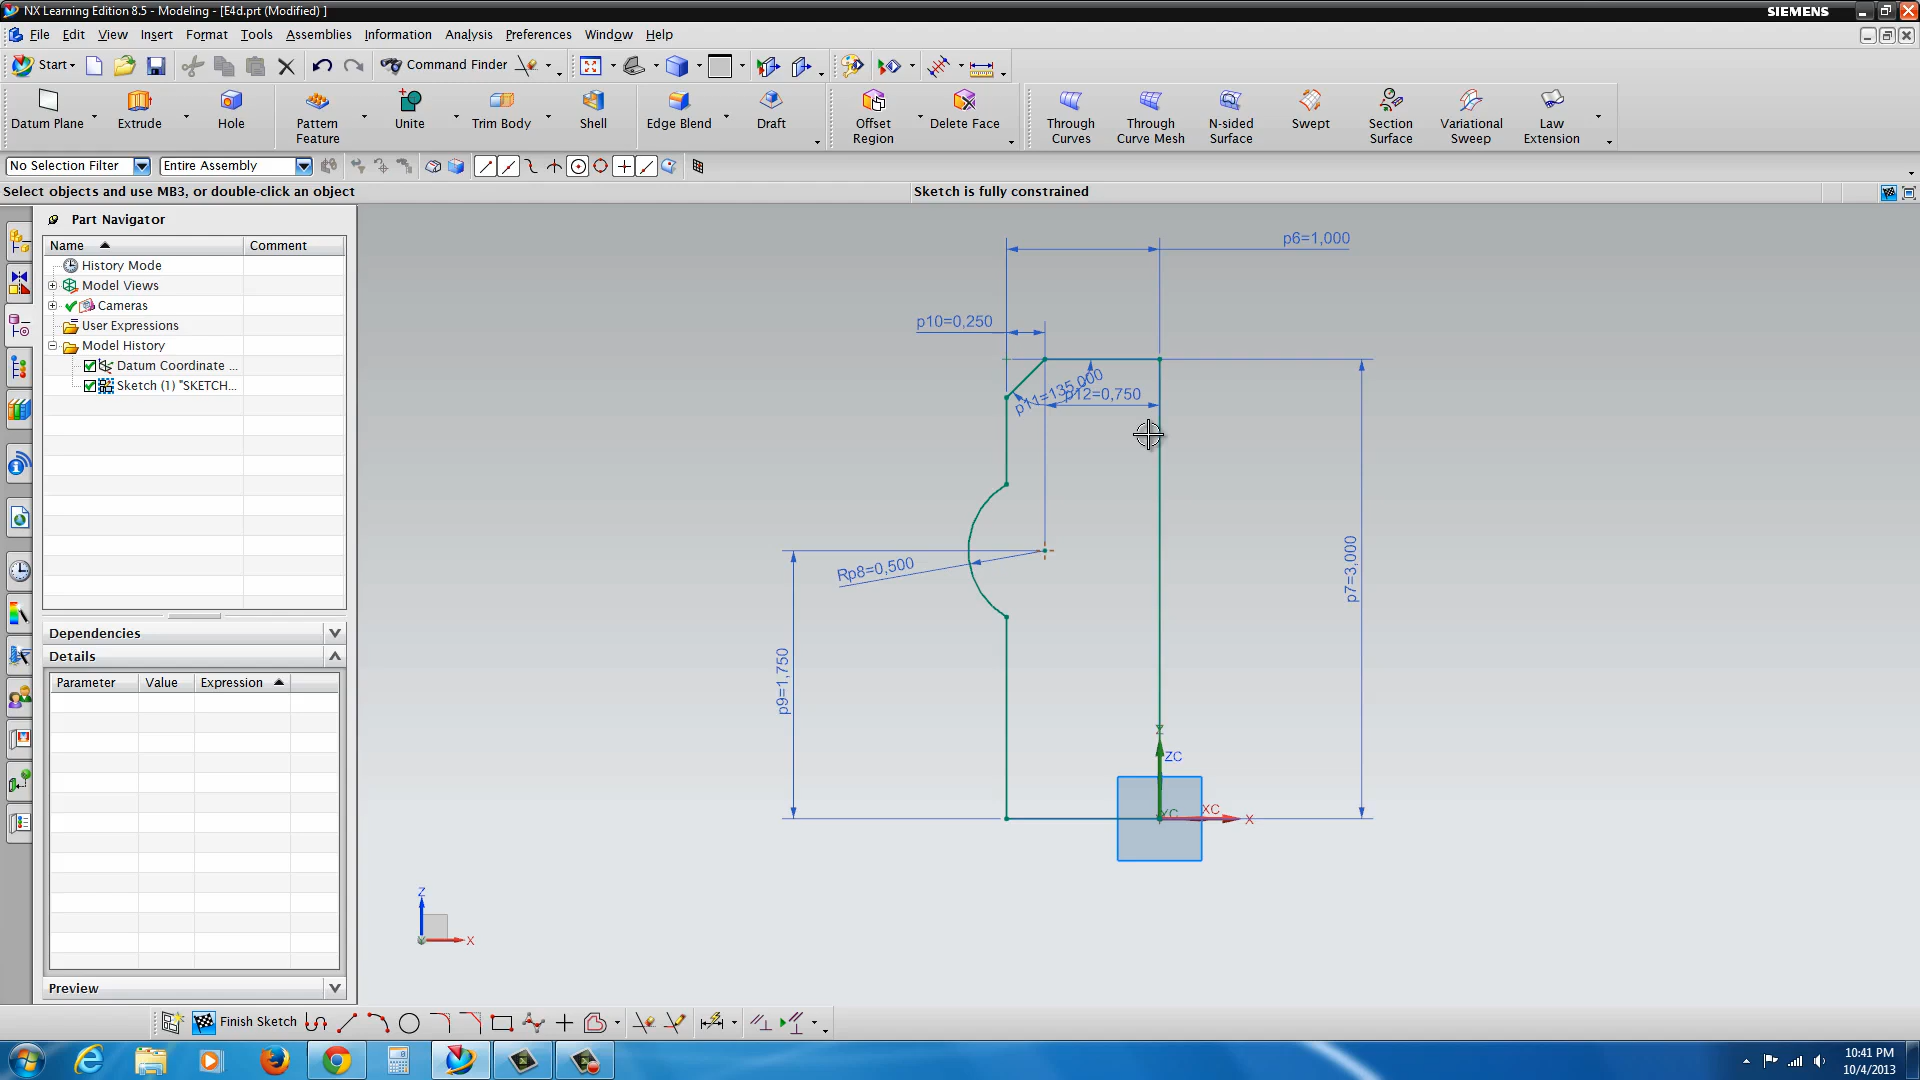 NX Learning Edition 8.5 - Modeling - [E4d.prt (Modified) ]
SIEMENS
File Edit View Insert Format Tools Assemblies Information Analysis Preferences Window Help
Start Command Finder
Datum Plane Extrude Hole Pattern Feature Unite Trim Body Shell Edge Blend Draft Offset Region Delete Face Through Curves Through Curve Mesh N-sided Surface Swept Section Surface Variational Sweep Law Extension
No Selection Filter Entire Assembly
Select objects and use MB3, or double-click an object
Sketch is fully constrained
Part Navigator
Name Comment
History Mode
Model Views
Cameras
User Expressions
Model History
Datum Coordinate ...
Sketch (1) "SKETCH...
Dependencies
Details
Parameter Value Expression
Preview
p6=1,000
p10=0,250
p11=135,000
p12=0,750
Rp8=0,500
p7=3,000
p9=1,750
Z
ZC
YC
XC
X
Z
X
Finish Sketch
10:41 PM
10/4/2013